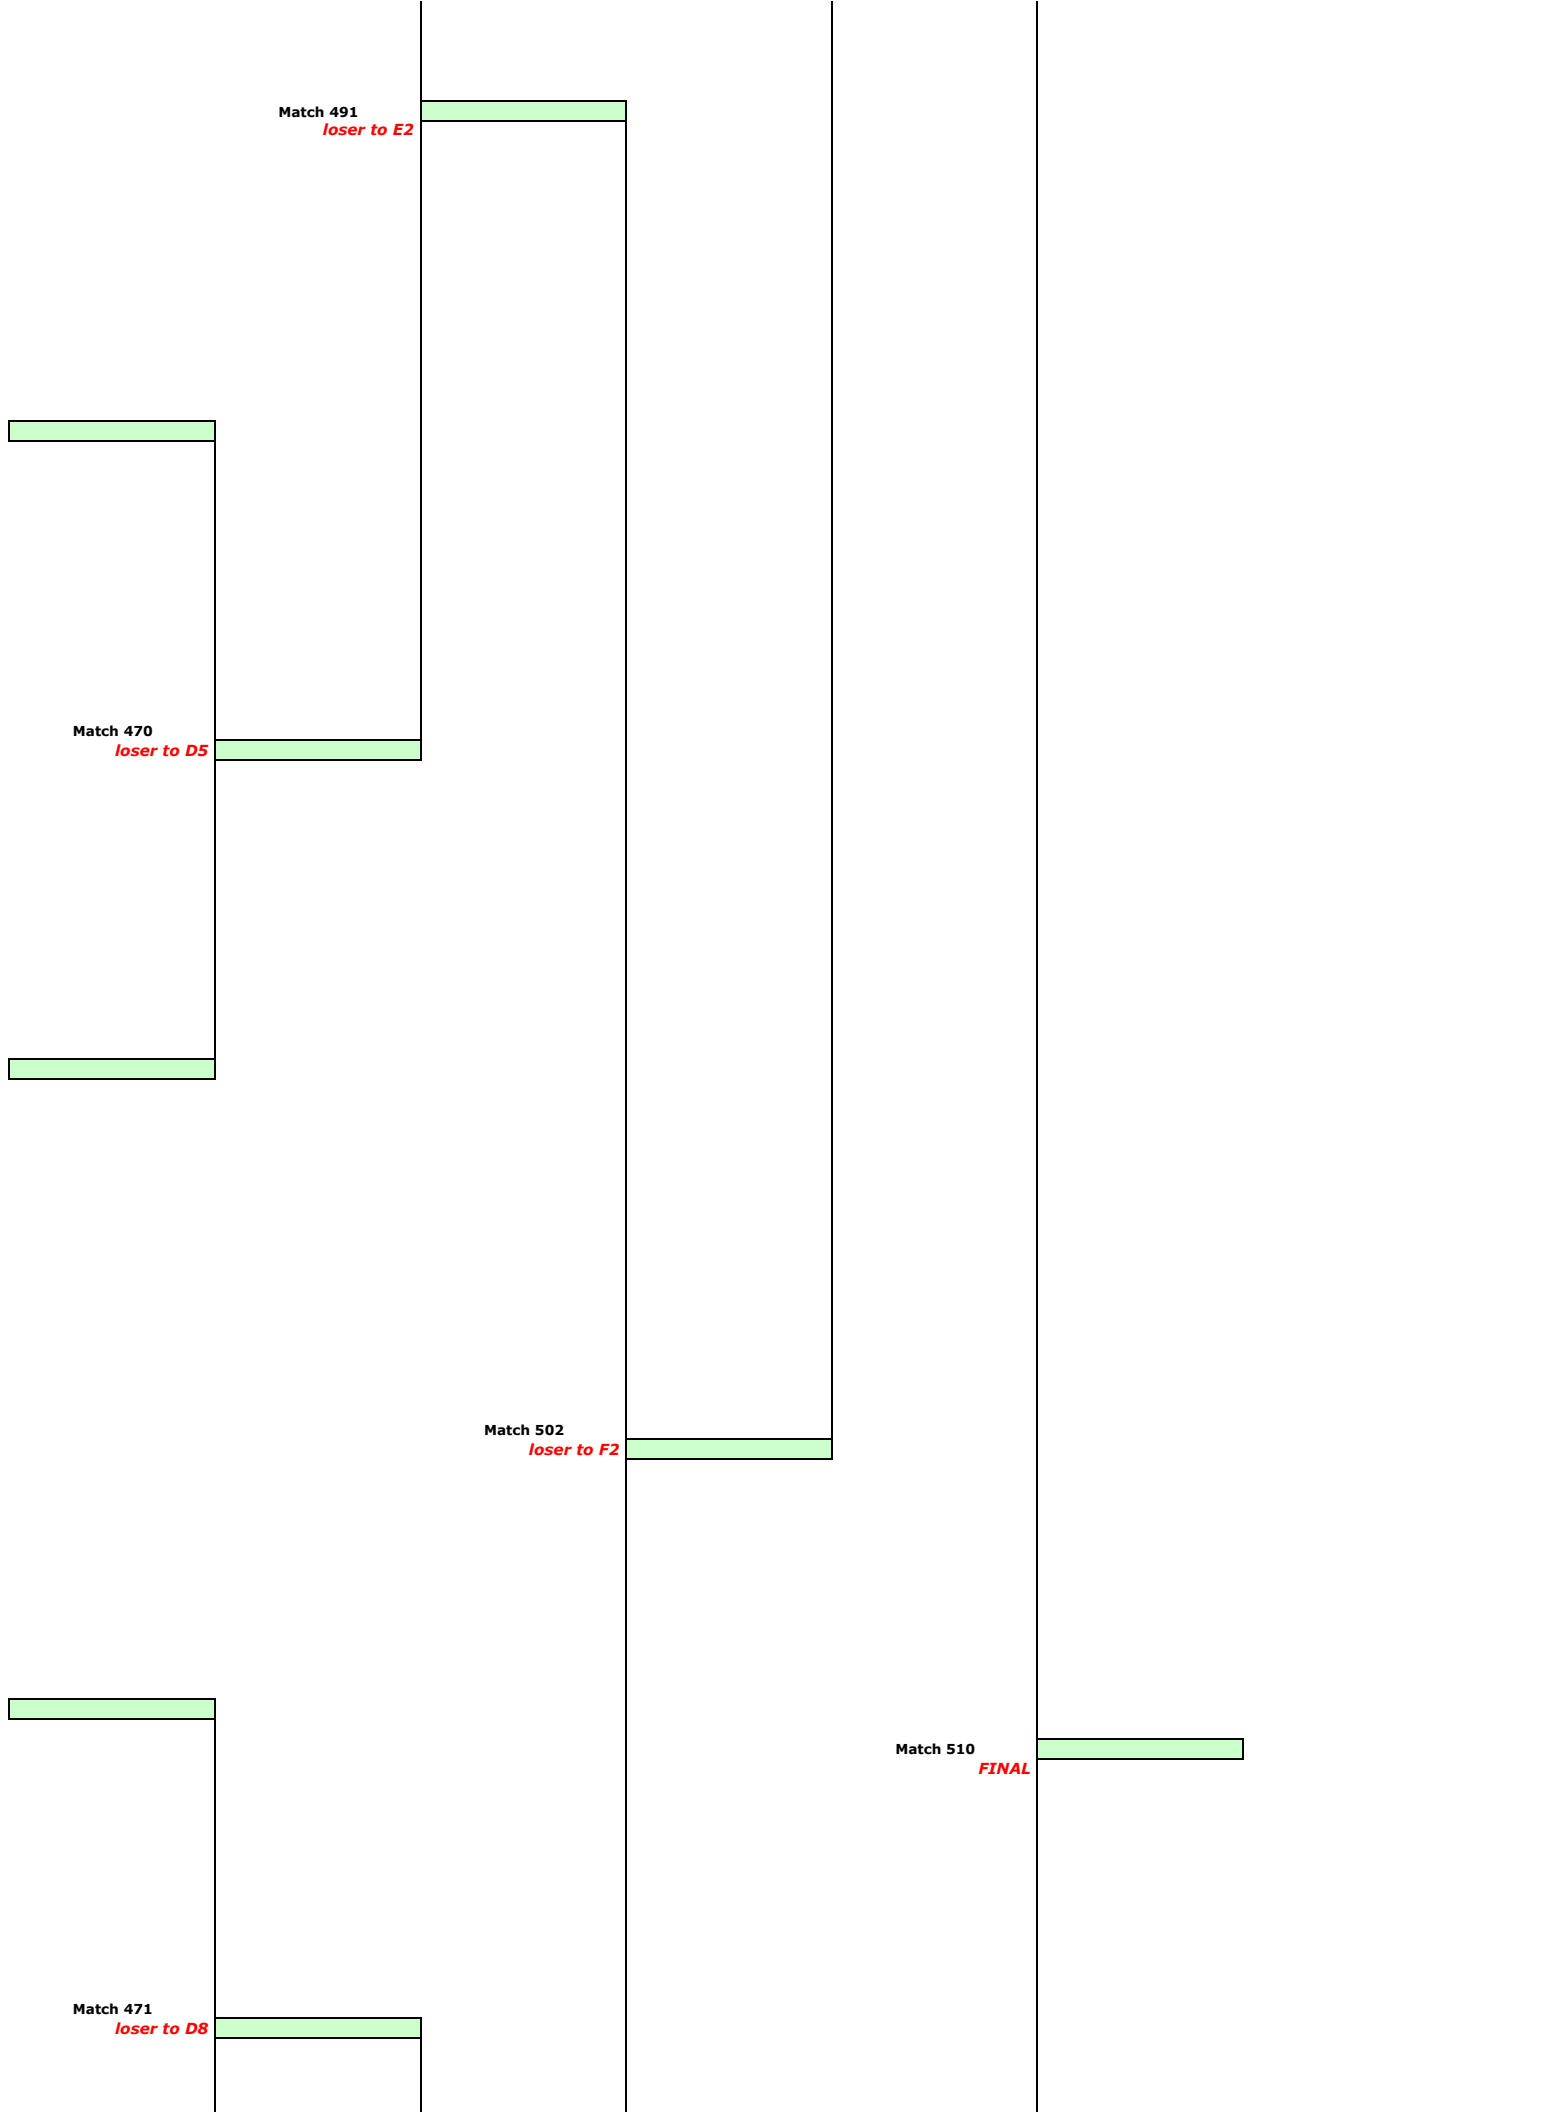 Match 491
loser to E2
Match 470
loser to D5
Match 502
loser to F2
Match 510
FINAL
Match 471
loser to D8